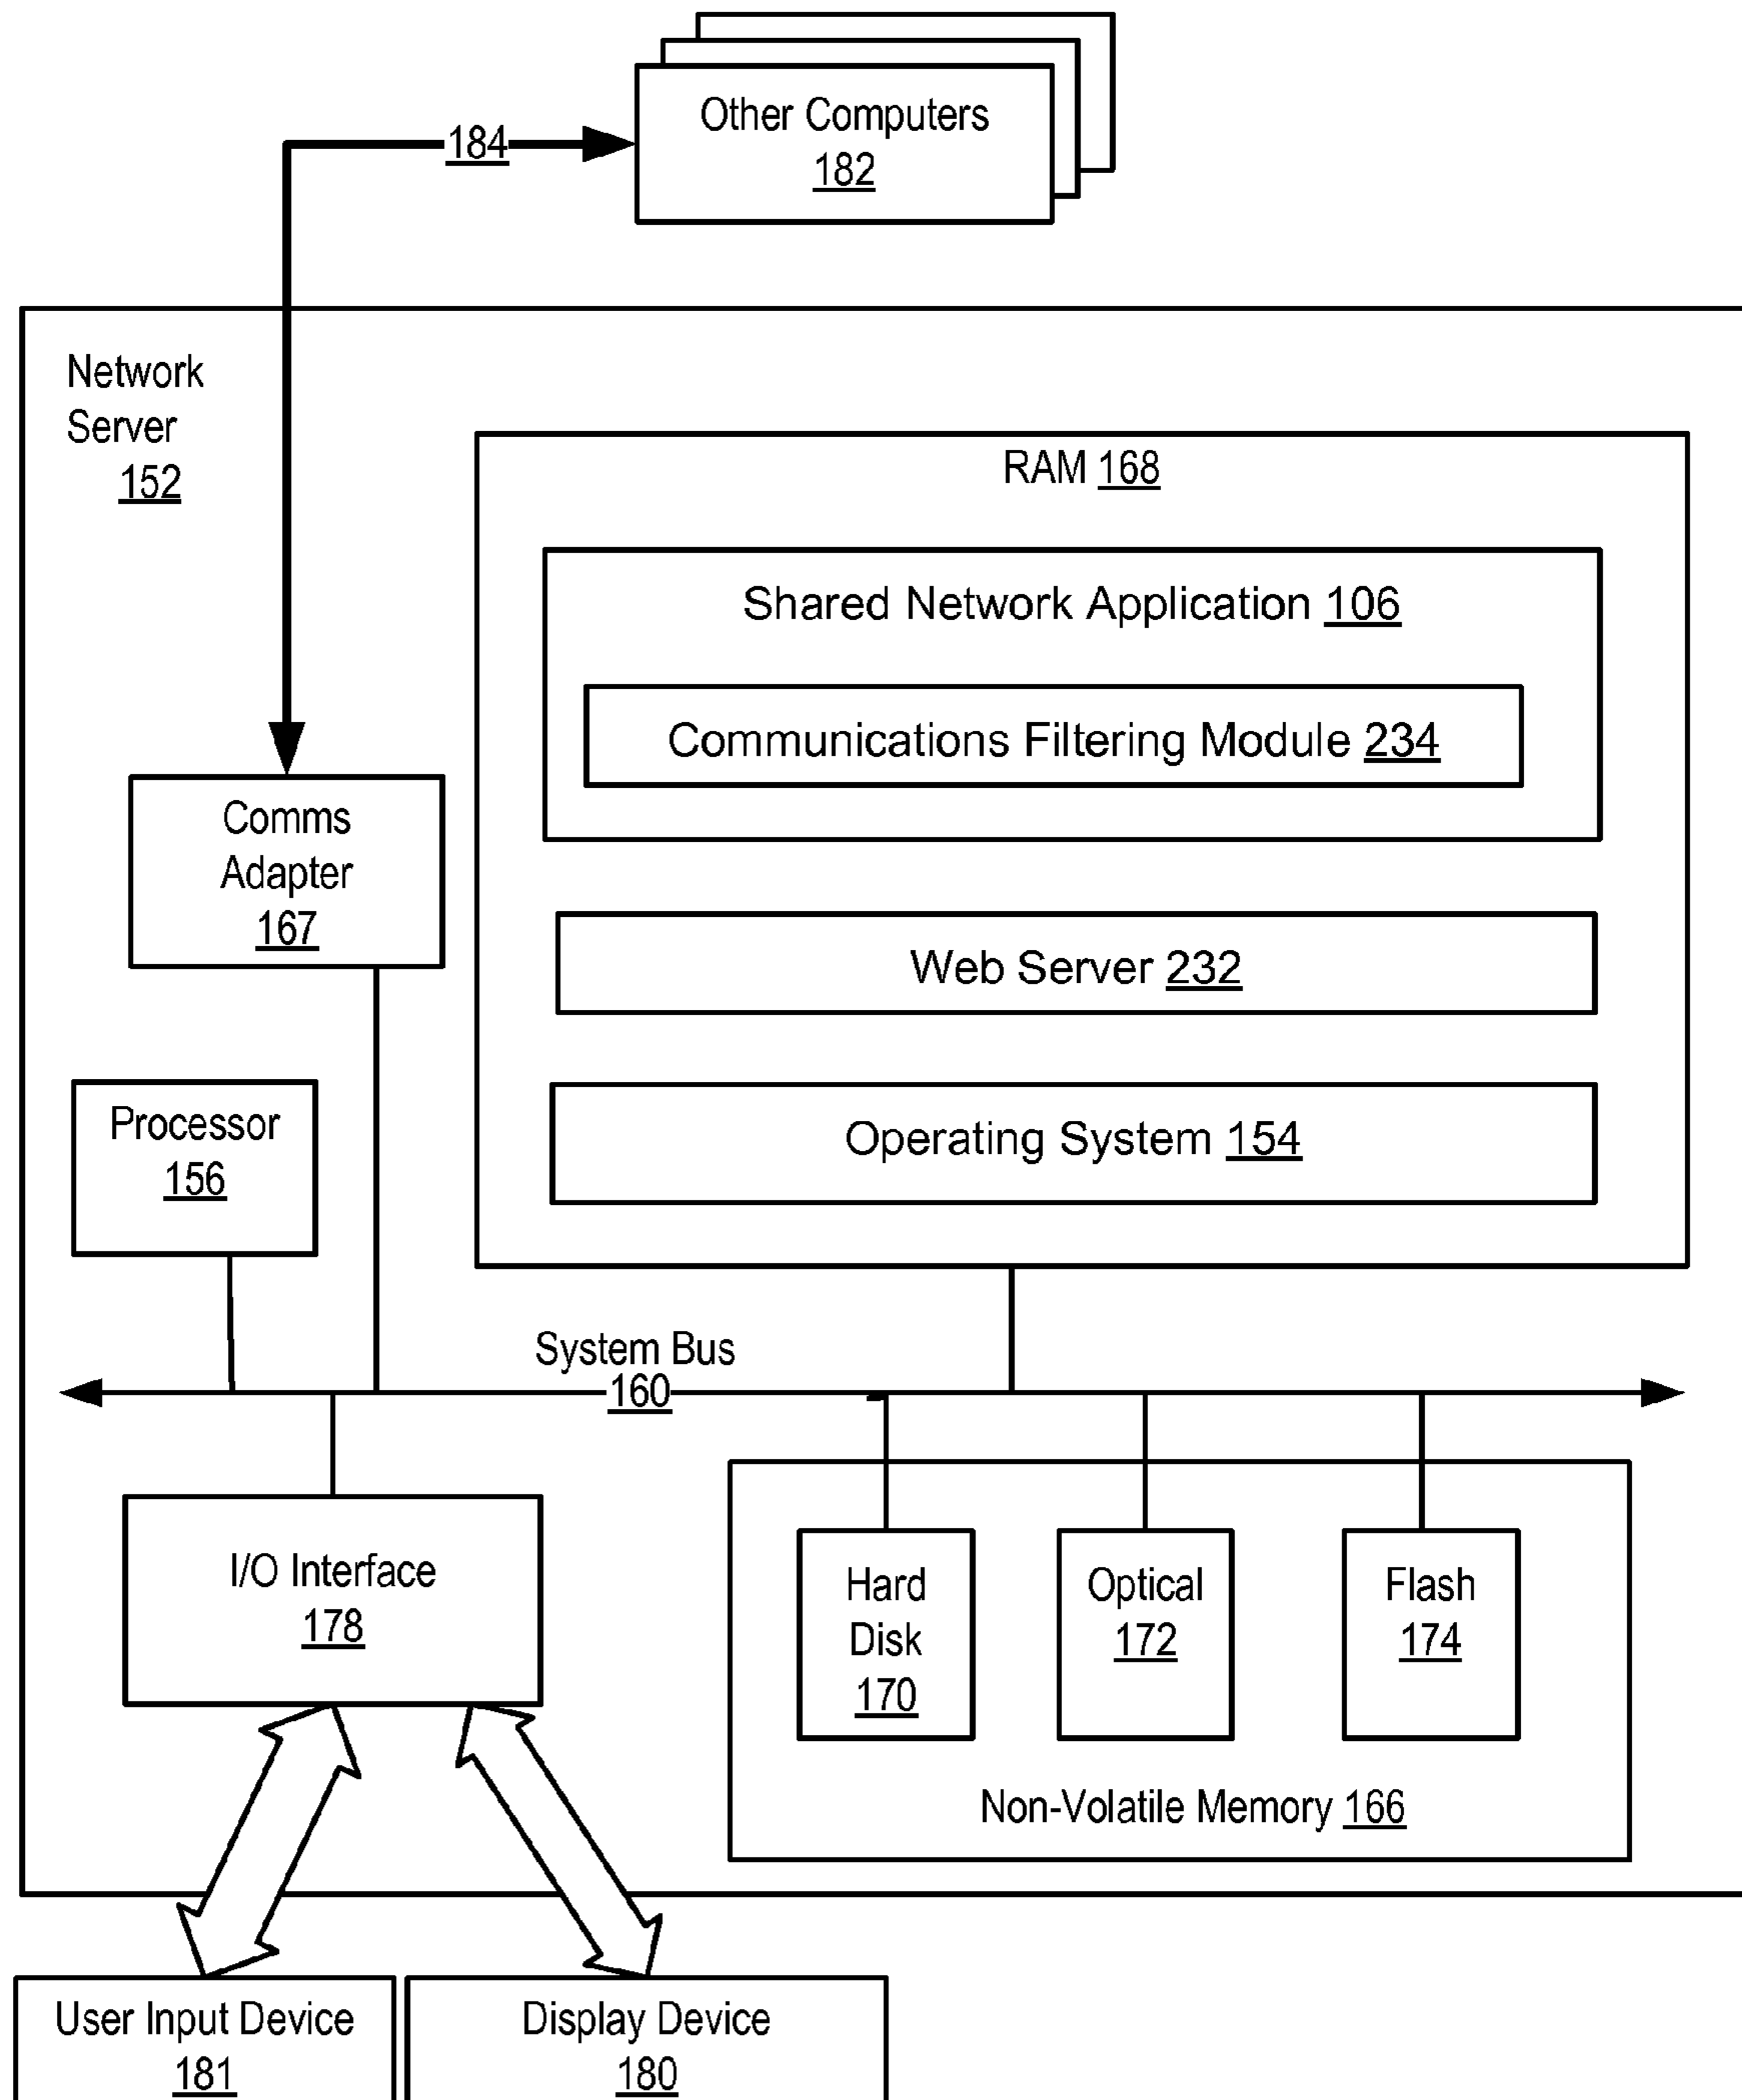 Other Computers
182
184
Network
Server
152
RAM 168
Shared Network Application 106
Communications Filtering Module 234
Comms
Adapter
167
Web Server 232
Processor
156
Operating System 154
System Bus
160
I/O Interface
178
Hard
Disk
170
Optical
172
Flash
174
Non-Volatile Memory 166
User Input Device
181
Display Device
180